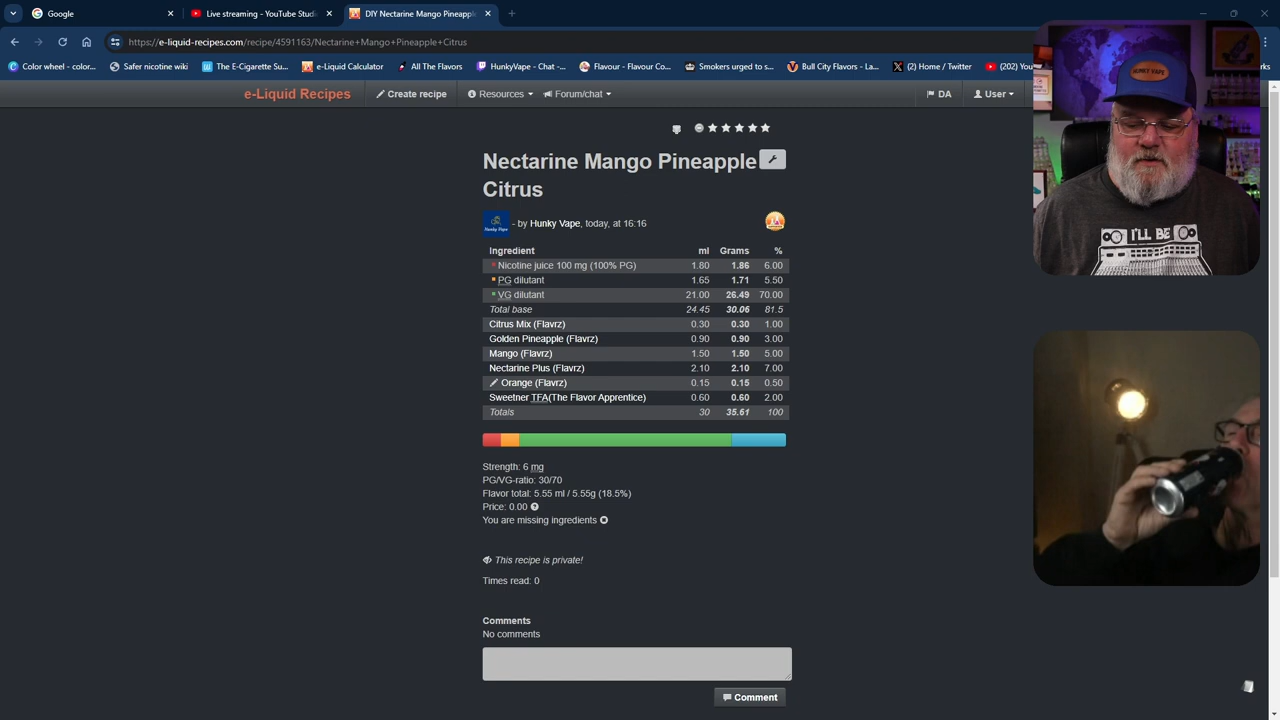 Google
Live streaming - YouTube Studi
DIY Nectarine Mango Pineappl
https://e-liquid-recipes.com/recipe/4591163/Nectarine+Mango+Pineapple+Citrus
Color wheel - color...
Safer nicotine wiki
The E-Cigarette Su...
e-Liquid Calculator
All The Flavors
HunkyVape - Chat -...
Flavour – Flavour Co...
Smokers urged to s...
Bull City Flavors - La...
(2) Home / Twitter
(202) You
ks
e-Liquid Recipes
Create recipe
Resources
Forum/chat
DA
User
Nectarine Mango Pineapple
Citrus
- by Hunky Vape, today, at 16:16
Ingredient ml Grams %
Nicotine juice 100 mg (100% PG) 1.80 1.86 6.00
PG dilutant 1.65 1.71 5.50
VG dilutant 21.00 26.49 70.00
Total base 24.45 30.06 81.5
Citrus Mix (Flavrz) 0.30 0.30 1.00
Golden Pineapple (Flavrz) 0.90 0.90 3.00
Mango (Flavrz) 1.50 1.50 5.00
Nectarine Plus (Flavrz) 2.10 2.10 7.00
Orange (Flavrz) 0.15 0.15 0.50
Sweetner TFA(The Flavor Apprentice) 0.60 0.60 2.00
Totals 30 35.61 100
Strength: 6 mg
PG/VG-ratio: 30/70
Flavor total: 5.55 ml / 5.55g (18.5%)
Price: 0.00
You are missing ingredients
This recipe is private!
Times read: 0
Comments
No comments
Comment
HUNKY VAPE
I'LL BE